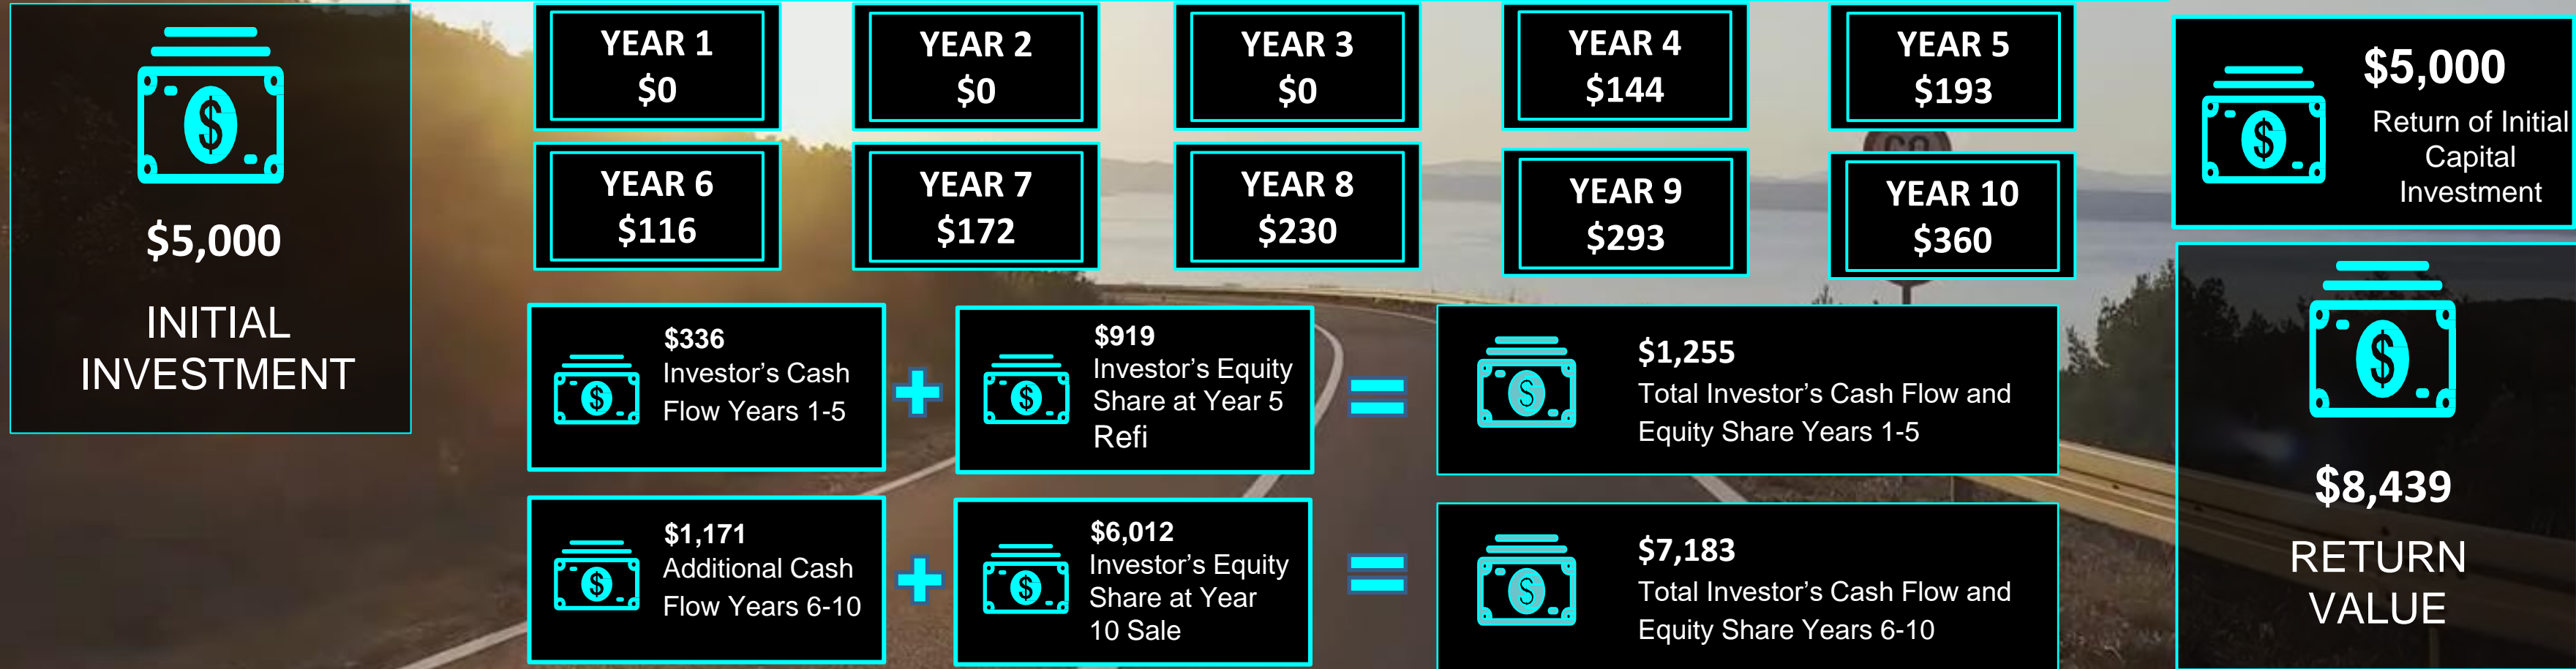 $5,000
INITIAL
INVESTMENT
YEAR 1
$0
YEAR 2
$0
YEAR 3
$0
YEAR 4
$144
YEAR 5
$193
YEAR 6
$116
YEAR 7
$172
YEAR 8
$230
YEAR 9
$293
YEAR 10
$360
$336
Investor's Cash
Flow Years 1-5
+
$919
Investor's Equity
Share at Year 5
Refi
=
$1,255
Total Investor's Cash Flow and
Equity Share Years 1-5
$1,171
Additional Cash
Flow Years 6-10
+
$6,012
Investor's Equity
Share at Year
10 Sale
=
$7,183
Total Investor's Cash Flow and
Equity Share Years 6-10
$5,000
Return of Initial
Capital
Investment
$8,439
RETURN
VALUE